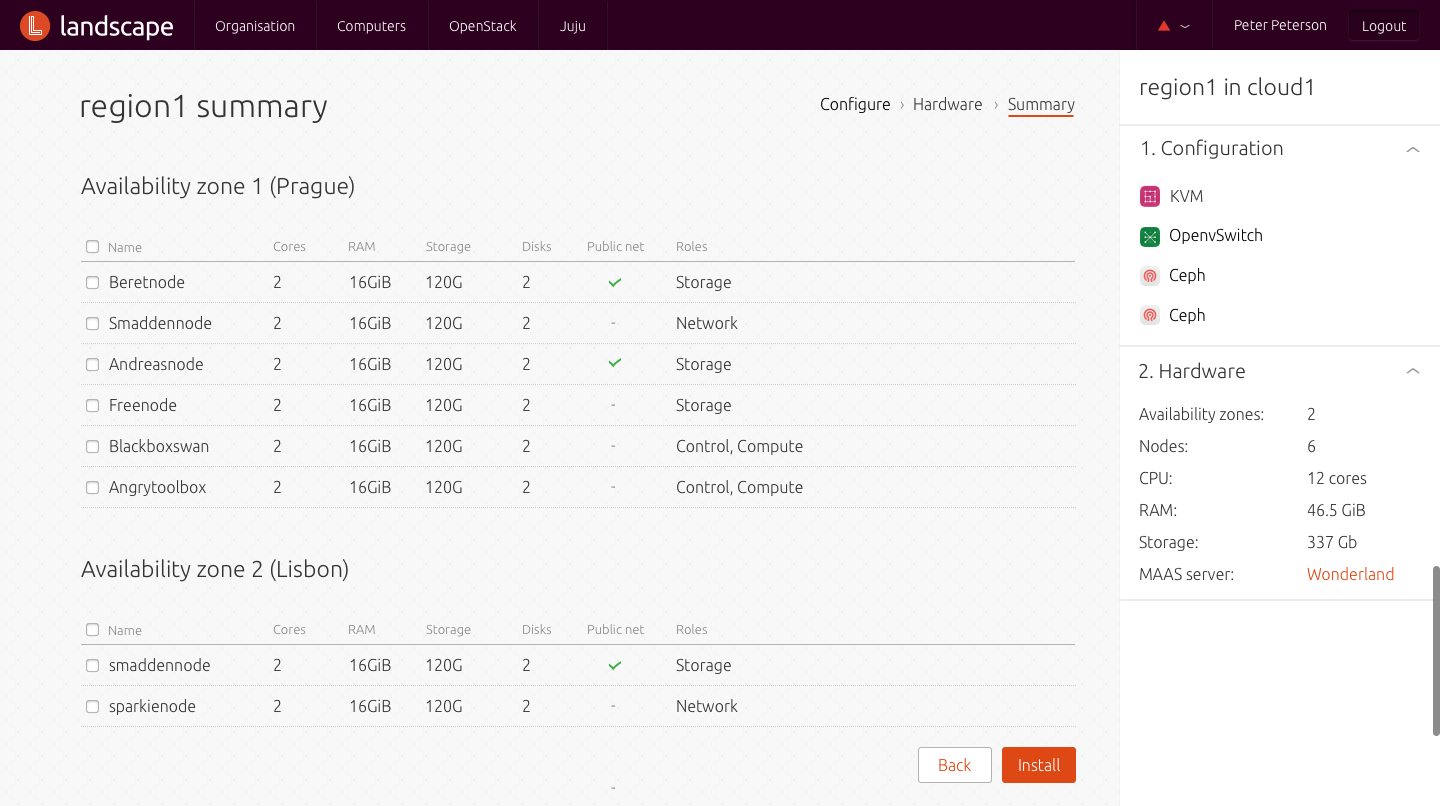 landscape
Organisation
Computers
OpenStack
Juju
Peter Peterson
Logout
region1 summary
Configure › Hardware › Summary
Availability zone 1 (Prague)
Name Cores RAM Storage Disks Public net Roles
Beretnode 2 16GiB 120G 2 Storage
Smaddennode 2 16GiB 120G 2 - Network
Andreasnode 2 16GiB 120G 2 Storage
Freenode 2 16GiB 120G 2 - Storage
Blackboxswan 2 16GiB 120G 2 - Control, Compute
Angrytoolbox 2 16GiB 120G 2 - Control, Compute
Availability zone 2 (Lisbon)
Name Cores RAM Storage Disks Public net Roles
smaddennode 2 16GiB 120G 2 Storage
sparkienode 2 16GiB 120G 2 - Network
Back
Install
-
region1 in cloud1
1. Configuration
KVM
OpenvSwitch
Ceph
Ceph
2. Hardware
Availability zones: 2
Nodes: 6
CPU: 12 cores
RAM: 46.5 GiB
Storage: 337 Gb
MAAS server: Wonderland